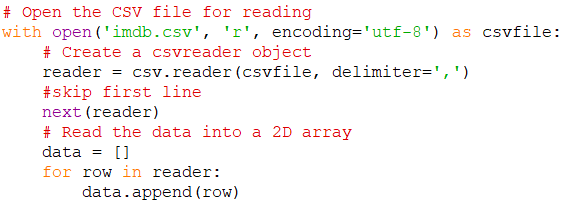 # Open the CSV file for reading
with open('imdb.csv', 'r', encoding='utf-8') as csvfile:
    # Create a csvreader object
    reader = csv.reader(csvfile, delimiter=',')
    #skip first line
    next(reader)
    # Read the data into a 2D array
    data = []
    for row in reader:
        data.append(row)